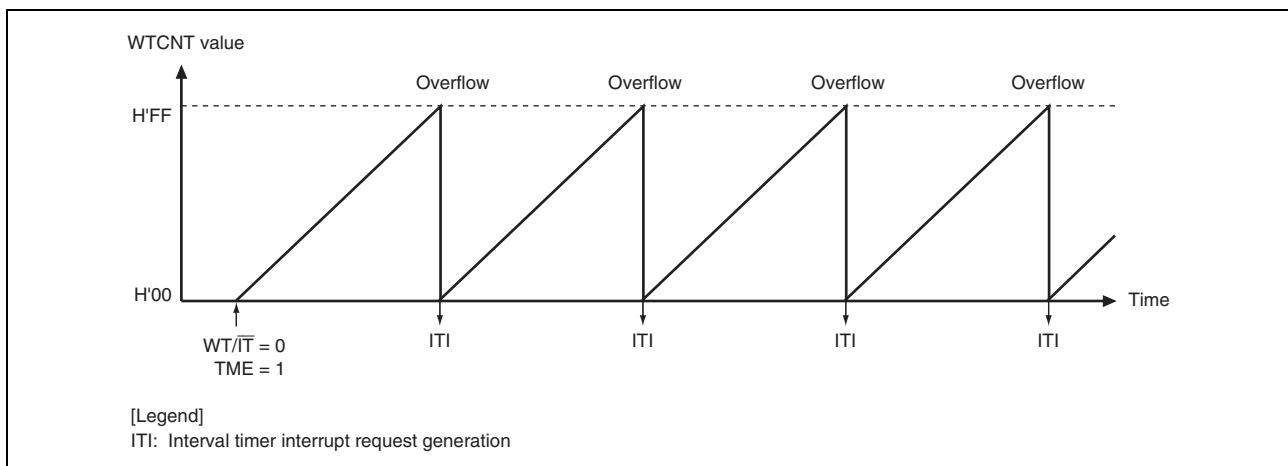 WTCNT value
Overflow Overflow Overflow Overflow
H'FF
H'00
Time
WT/I̅T̅ = 0
TME = 1
ITI ITI ITI ITI
[Legend]
ITI: Interval timer interrupt request generation